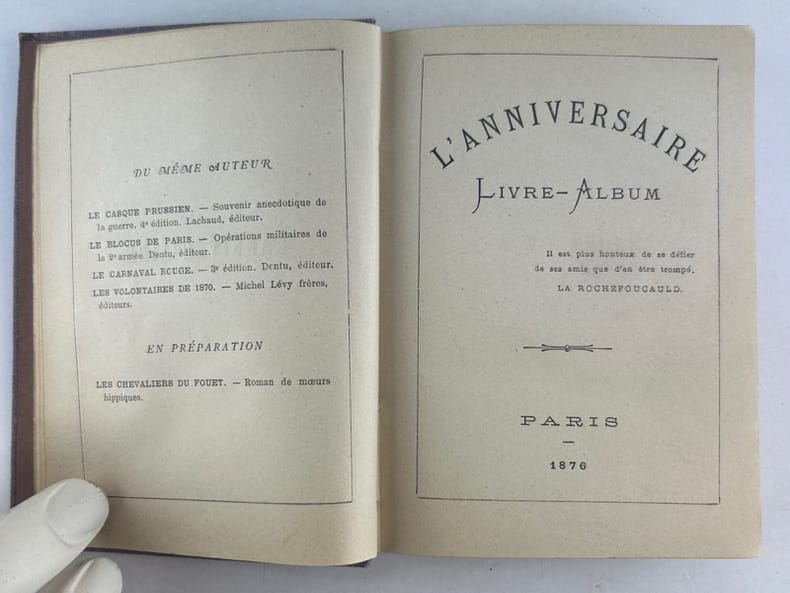 DU MÊME AUTEUR
LE CASQUE PRUSSIEN. — Souvenir anecdotique de
la guerre. 4e édition. Lachaud, éditeur.
LE BLOCUS DE PARIS. — Opérations militaires de
la 2e armée. Dentu, éditeur.
LE CARNAVAL ROUGE. — 3e édition. Dentu, éditeur.
LES VOLONTAIRES DE 1870. — Michel Lévy frères,
éditeurs.
EN PRÉPARATION
LES CHEVALIERS DU FOUET. — Roman de mœurs
hippiques.
L'ANNIVERSAIRE
LIVRE-ALBUM
Il est plus honteux de se défier
de ses amis que d'en être trompé.
LA ROCHEFOUCAULD.
PARIS
1876